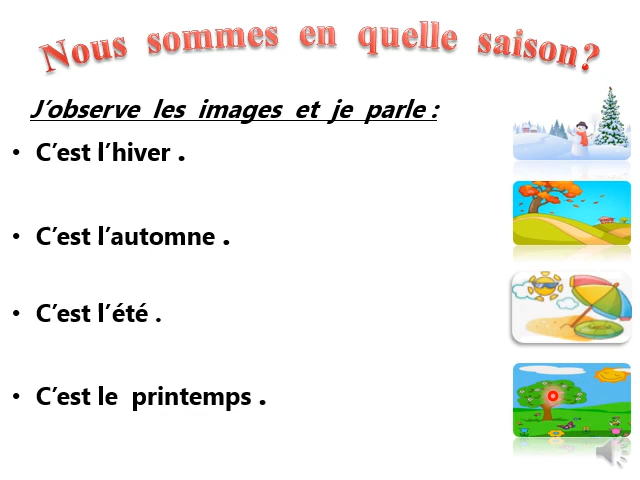 Nous sommes en quelle saison?
J'observe les images et je parle :
• C'est l'hiver .
• C'est l'automne .
• C'est l'été .
• C'est le printemps .